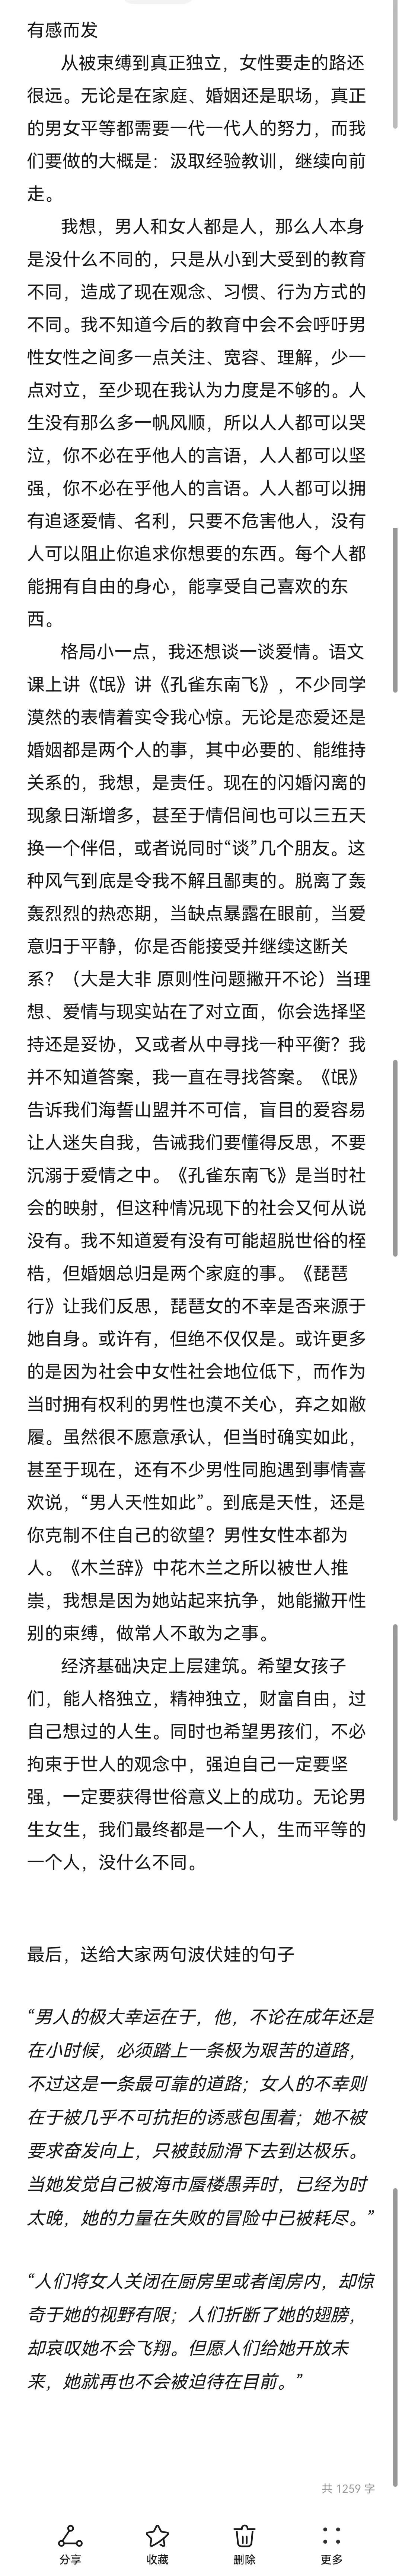 有感而发
从被束缚到真正独立，女性要走的路还
很远。无论是在家庭、婚姻还是职场，真正
的男女平等都需要一代一代人的努力，而我
们要做的大概是：汲取经验教训，继续向前
走。
我想，男人和女人都是人，那么人本身
是没什么不同的，只是从小到大受到的教育
不同，造成了现在观念、习惯、行为方式的
不同。我不知道今后的教育中会不会呼吁男
性女性之间多一点关注、宽容、理解，少一
点对立，至少现在我认为力度是不够的。人
生没有那么多一帆风顺，所以人人都可以哭
泣，你不必在乎他人的言语，人人都可以坚
强，你不必在乎他人的言语。人人都可以拥
有追逐爱情、名利，只要不危害他人，没有
人可以阻止你追求你想要的东西。每个人都
能拥有自由的身心，能享受自己喜欢的东
西。
格局小一点，我还想谈一谈爱情。语文
课上讲《氓》讲《孔雀东南飞》，不少同学
漠然的表情着实令我心惊。无论是恋爱还是
婚姻都是两个人的事，其中必要的、能维持
关系的，我想，是责任。现在的闪婚闪离的
现象日渐增多，甚至于情侣间也可以三五天
换一个伴侣，或者说同时“谈”几个朋友。这
种风气到底是令我不解且鄙夷的。脱离了轰
轰烈烈的热恋期，当缺点暴露在眼前，当爱
意归于平静，你是否能接受并继续这断关
系？（大是大非 原则性问题撇开不论）当理
想、爱情与现实站在了对立面，你会选择坚
持还是妥协，又或者从中寻找一种平衡？我
并不知道答案，我一直在寻找答案。《氓》
告诉我们海誓山盟并不可信，盲目的爱容易
让人迷失自我，告诫我们要懂得反思，不要
沉溺于爱情之中。《孔雀东南飞》是当时社
会的映射，但这种情况现下的社会又何从说
没有。我不知道爱有没有可能超脱世俗的桎
梏，但婚姻总归是两个家庭的事。《琵琶
行》让我们反思，琵琶女的不幸是否来源于
她自身。或许有，但绝不仅仅是。或许更多
的是因为社会中女性社会地位低下，而作为
当时拥有权利的男性也漠不关心，弃之如敝
履。虽然很不愿意承认，但当时确实如此，
甚至于现在，还有不少男性同胞遇到事情喜
欢说，“男人天性如此”。到底是天性，还是
你克制不住自己的欲望？男性女性本都为
人。《木兰辞》中花木兰之所以被世人推
崇，我想是因为她站起来抗争，她能撇开性
别的束缚，做常人不敢为之事。
经济基础决定上层建筑。希望女孩子
们，能人格独立，精神独立，财富自由，过
自己想过的人生。同时也希望男孩们，不必
拘束于世人的观念中，强迫自己一定要坚
强，一定要获得世俗意义上的成功。无论男
生女生，我们最终都是一个人，生而平等的
一个人，没什么不同。
最后，送给大家两句波伏娃的句子
“男人的极大幸运在于，他，不论在成年还是
在小时候，必须踏上一条极为艰苦的道路，
不过这是一条最可靠的道路；女人的不幸则
在于被几乎不可抗拒的诱惑包围着；她不被
要求奋发向上，只被鼓励滑下去到达极乐。
当她发觉自己被海市蜃楼愚弄时，已经为时
太晚，她的力量在失败的冒险中已被耗尽。”
“人们将女人关闭在厨房里或者闺房内，却惊
奇于她的视野有限；人们折断了她的翅膀，
却哀叹她不会飞翔。但愿人们给她开放未
来，她就再也不会被迫待在目前。”
共 1259 字
分享
收藏
删除
更多